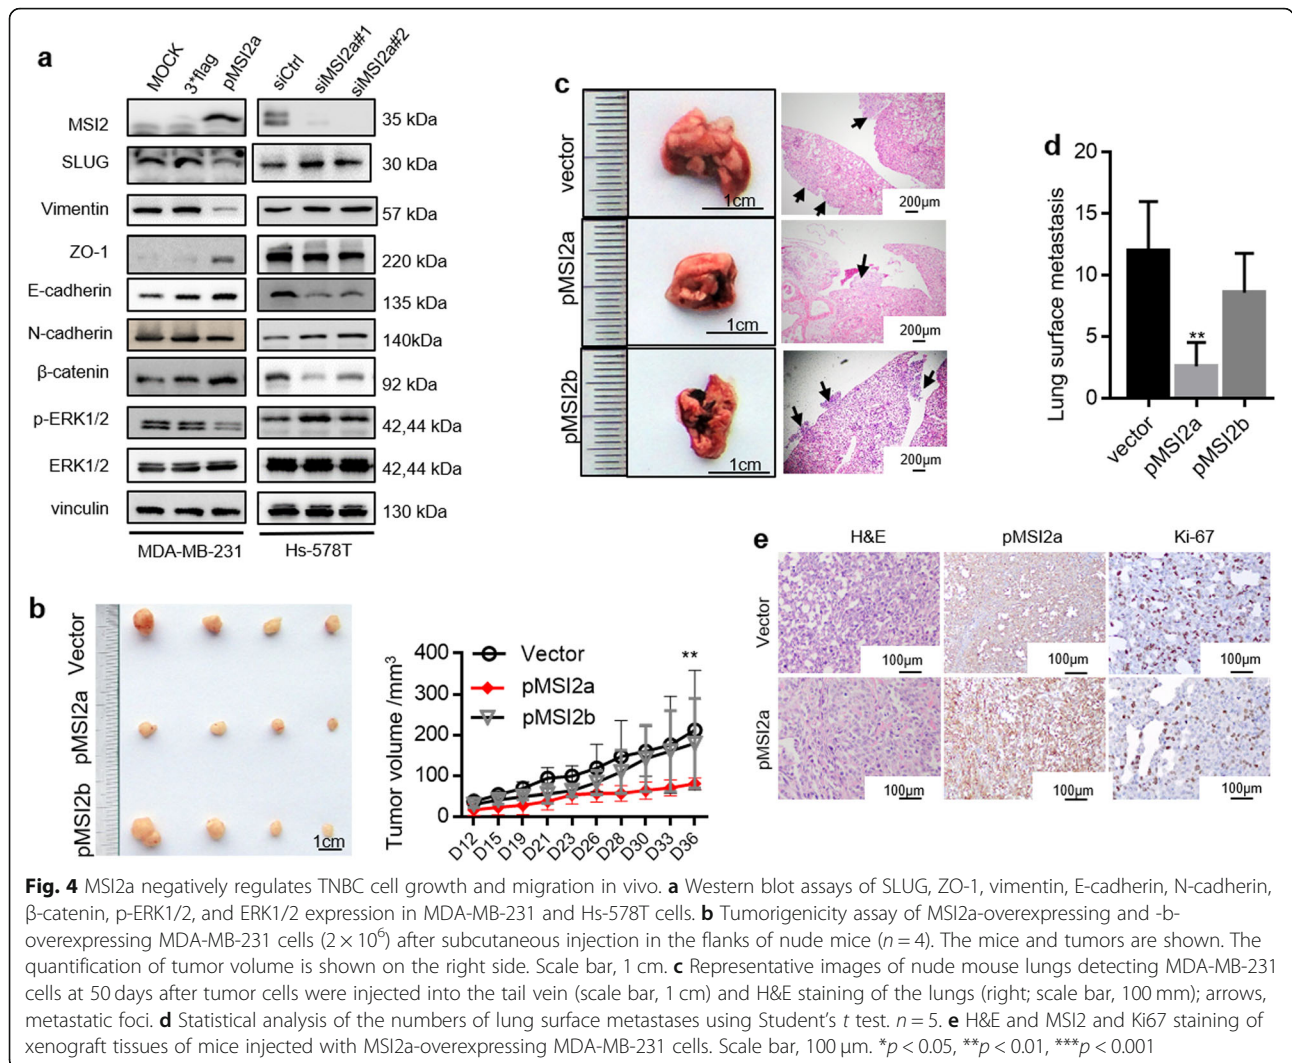 a
MOCK
3*flag
pMSI2a
siCtrl
siMSI2a#1
siMSI2a#2
MSI2
35 kDa
SLUG
30 kDa
Vimentin
57 kDa
ZO-1
220 kDa
E-cadherin
135 kDa
N-cadherin
140kDa
β-catenin
92 kDa
p-ERK1/2
42,44 kDa
ERK1/2
42,44 kDa
vinculin
130 kDa
MDA-MB-231
Hs-578T
b
Vector
pMSI2a
pMSI2b
1cm
Tumor volume /mm³
400
300
200
100
0
Vector
pMSI2a
pMSI2b
**
D12
D15
D19
D21
D23
D26
D28
D30
D33
D36
c
vector
1cm
200μm
pMSI2a
1cm
200μm
pMSI2b
1cm
200μm
d
Lung surface metastasis
20
15
10
5
0
**
vector
pMSI2a
pMSI2b
e
H&E
pMSI2a
Ki-67
Vector
100μm
100μm
100μm
pMSI2a
100μm
100μm
100μm
Fig. 4 MSI2a negatively regulates TNBC cell growth and migration in vivo. a Western blot assays of SLUG, ZO-1, vimentin, E-cadherin, N-cadherin,
β-catenin, p-ERK1/2, and ERK1/2 expression in MDA-MB-231 and Hs-578T cells. b Tumorigenicity assay of MSI2a-overexpressing and -b-
overexpressing MDA-MB-231 cells (2 × 10⁶) after subcutaneous injection in the flanks of nude mice (n = 4). The mice and tumors are shown. The
quantification of tumor volume is shown on the right side. Scale bar, 1 cm. c Representative images of nude mouse lungs detecting MDA-MB-231
cells at 50 days after tumor cells were injected into the tail vein (scale bar, 1 cm) and H&E staining of the lungs (right; scale bar, 100 mm); arrows,
metastatic foci. d Statistical analysis of the numbers of lung surface metastases using Student's t test. n = 5. e H&E and MSI2 and Ki67 staining of
xenograft tissues of mice injected with MSI2a-overexpressing MDA-MB-231 cells. Scale bar, 100 μm. *p < 0.05, **p < 0.01, ***p < 0.001